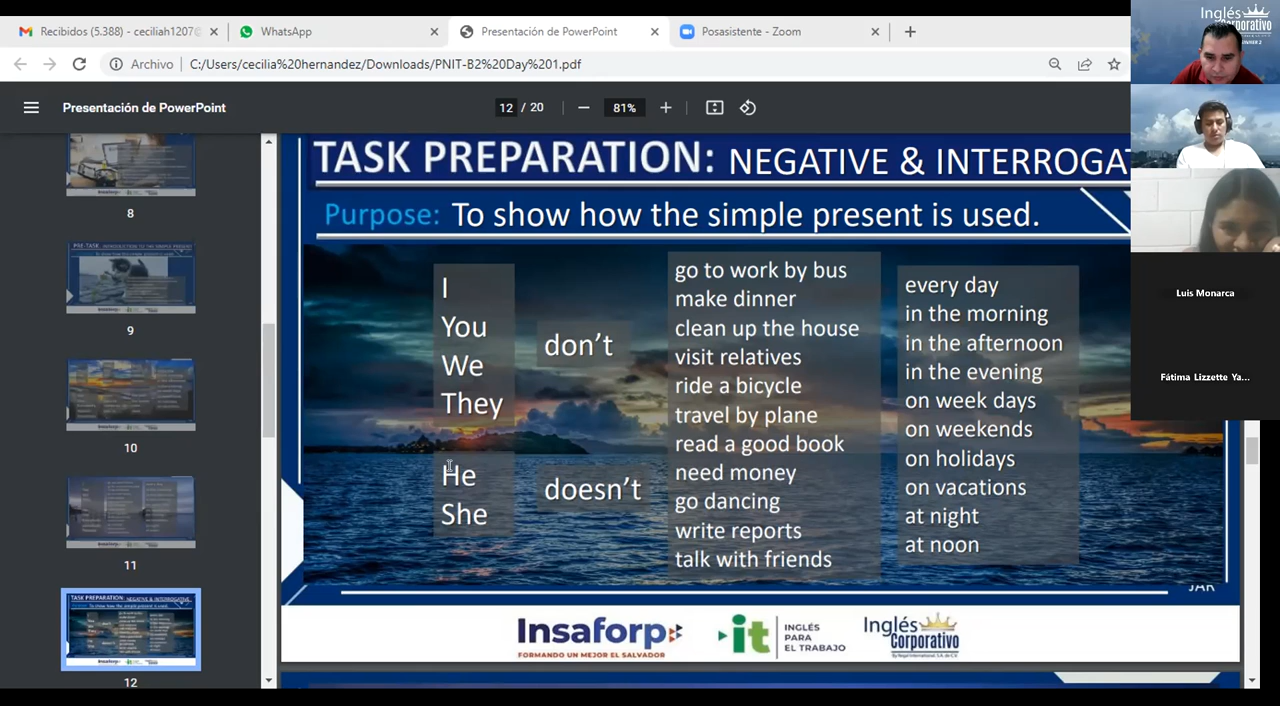 Recibidos (5.388) - ceciliah1207@
WhatsApp
Presentación de PowerPoint
Posasistente - Zoom
Archivo
C:/Users/cecilia%20hernandez/Downloads/PNIT-B2%20Day%201.pdf
Presentación de PowerPoint
12 / 20
81%
8
9
10
11
12
TASK PREPARATION: NEGATIVE & INTERROGAT
Purpose: To show how the simple present is used.
I
You
We
They
don't
He
She
doesn't
go to work by bus
make dinner
clean up the house
visit relatives
ride a bicycle
travel by plane
read a good book
need money
go dancing
write reports
talk with friends
every day
in the morning
in the afternoon
in the evening
on week days
on weekends
on holidays
on vacations
at night
at noon
JAR
Insaforp
FORMANDO UN MEJOR EL SALVADOR
it
INGLÉS
PARA
EL TRABAJO
Inglés
Corporativo
Inglés
Corporativo
Luis Monarca
Fátima Lizzette Ya...